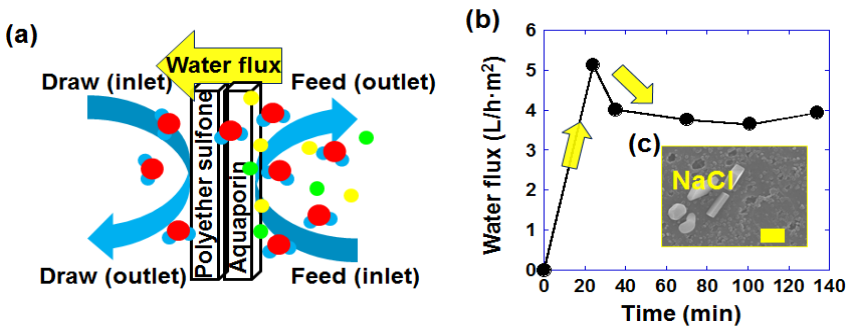 (a)
Water flux
Draw (inlet)
Feed (outlet)
Polyether sulfone
Aquaporin
Draw (outlet)
Feed (inlet)
(b)
Water flux (L/h·m²)
6
5
4
3
2
1
0
(c)
NaCl
0 20 40 60 80 100 120 140
Time (min)